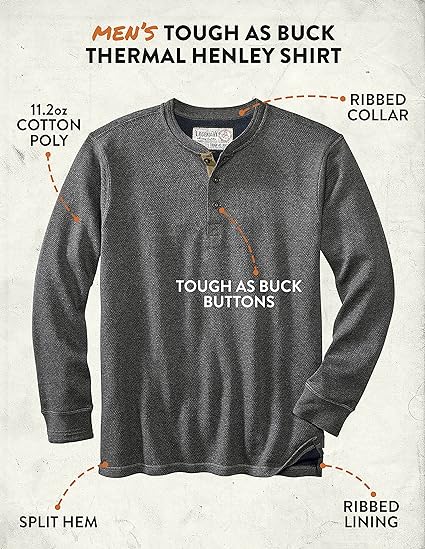 MEN'S TOUGH AS BUCK
THERMAL HENLEY SHIRT
11.2oz
COTTON
POLY
RIBBED
COLLAR
TOUGH AS BUCK
BUTTONS
SPLIT HEM
RIBBED
LINING